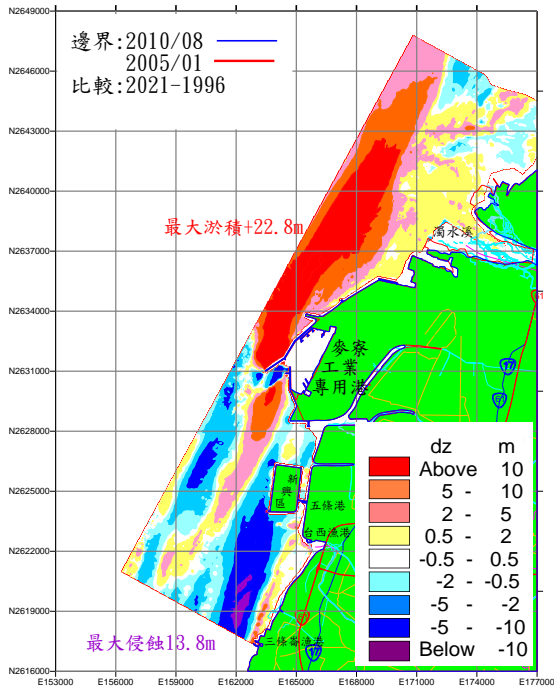 N2649000
邊界:2010/08
2005/01
比較:2021-1996
N2646000
N2643000
N2640000
最大淤積+22.8m
濁水溪
N2637000
N2634000
61
麥寮
工業
專用港
N2631000
17
61
N2628000
新興區
五條港
台西漁港
N2625000
N2622000
N2619000
N2616000
最大侵蝕13.8m
三條崙漁港
17
dz m
Above 10
5 - 10
2 - 5
0.5 - 2
-0.5 - 0.5
-2 - -0.5
-5 - -2
-5 - -10
Below -10
E153000 E156000 E159000 E162000 E165000 E168000 E171000 E174000 E177000